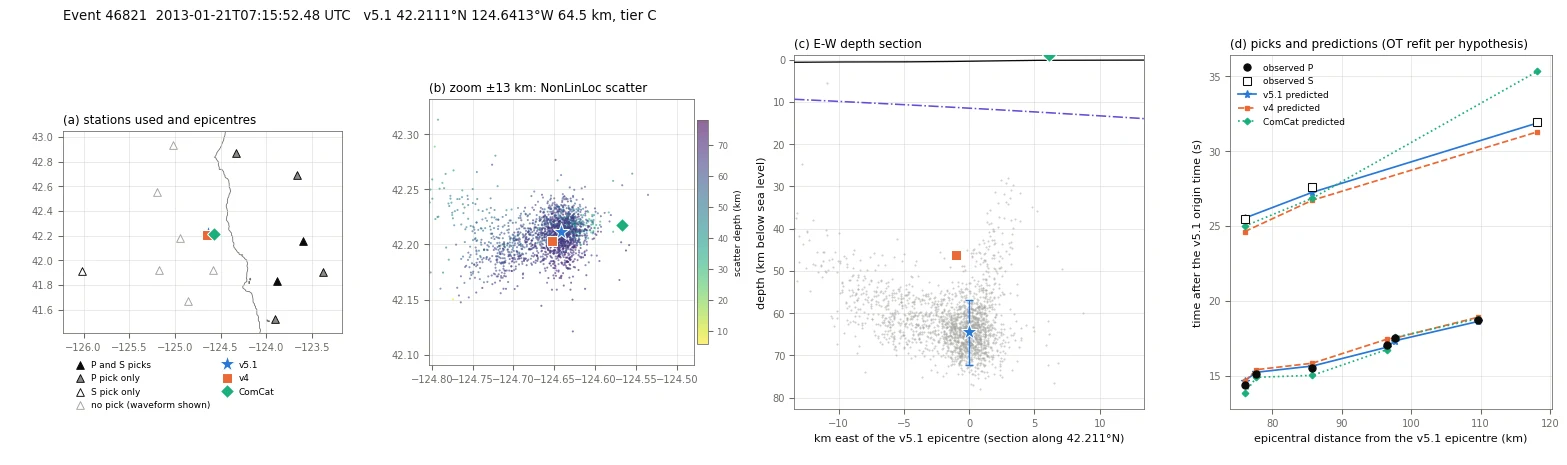 Event 46821 2013-01-21T07:15:52.48 UTC v5.1 42.2111°N 124.6413°W 64.5 km, tier C
(a) stations used and epicentres
43.0
42.8
42.6
42.4
42.2
42.0
41.8
41.6
−126.0 −125.5 −125.0 −124.5 −124.0 −123.5
P and S picks
P pick only
S pick only
no pick (waveform shown)
v5.1
v4
ComCat
(b) zoom ±13 km: NonLinLoc scatter
42.30
42.25
42.20
42.15
42.10
−124.80 −124.75 −124.70 −124.65 −124.60 −124.55 −124.50
70
60
50
40
30
20
10
scatter depth (km)
(c) E-W depth section
0
10
20
30
40
50
60
70
80
depth (km below sea level)
−10 −5 0 5 10
km east of the v5.1 epicentre (section along 42.211°N)
(d) picks and predictions (OT refit per hypothesis)
observed P
observed S
v5.1 predicted
v4 predicted
ComCat predicted
35
30
25
20
15
time after the v5.1 origin time (s)
80 90 100 110 120
epicentral distance from the v5.1 epicentre (km)